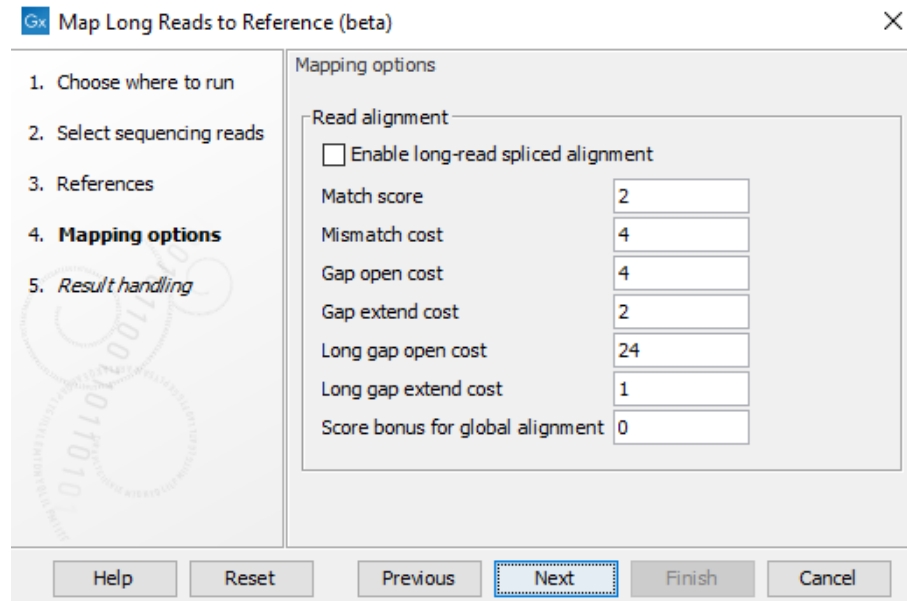 Gx Map Long Reads to Reference (beta)
1. Choose where to run
2. Select sequencing reads
3. References
4. Mapping options
5. Result handling
Mapping options
Read alignment
Enable long-read spliced alignment
Match score 2
Mismatch cost 4
Gap open cost 4
Gap extend cost 2
Long gap open cost 24
Long gap extend cost 1
Score bonus for global alignment 0
Help Reset Previous Next Finish Cancel